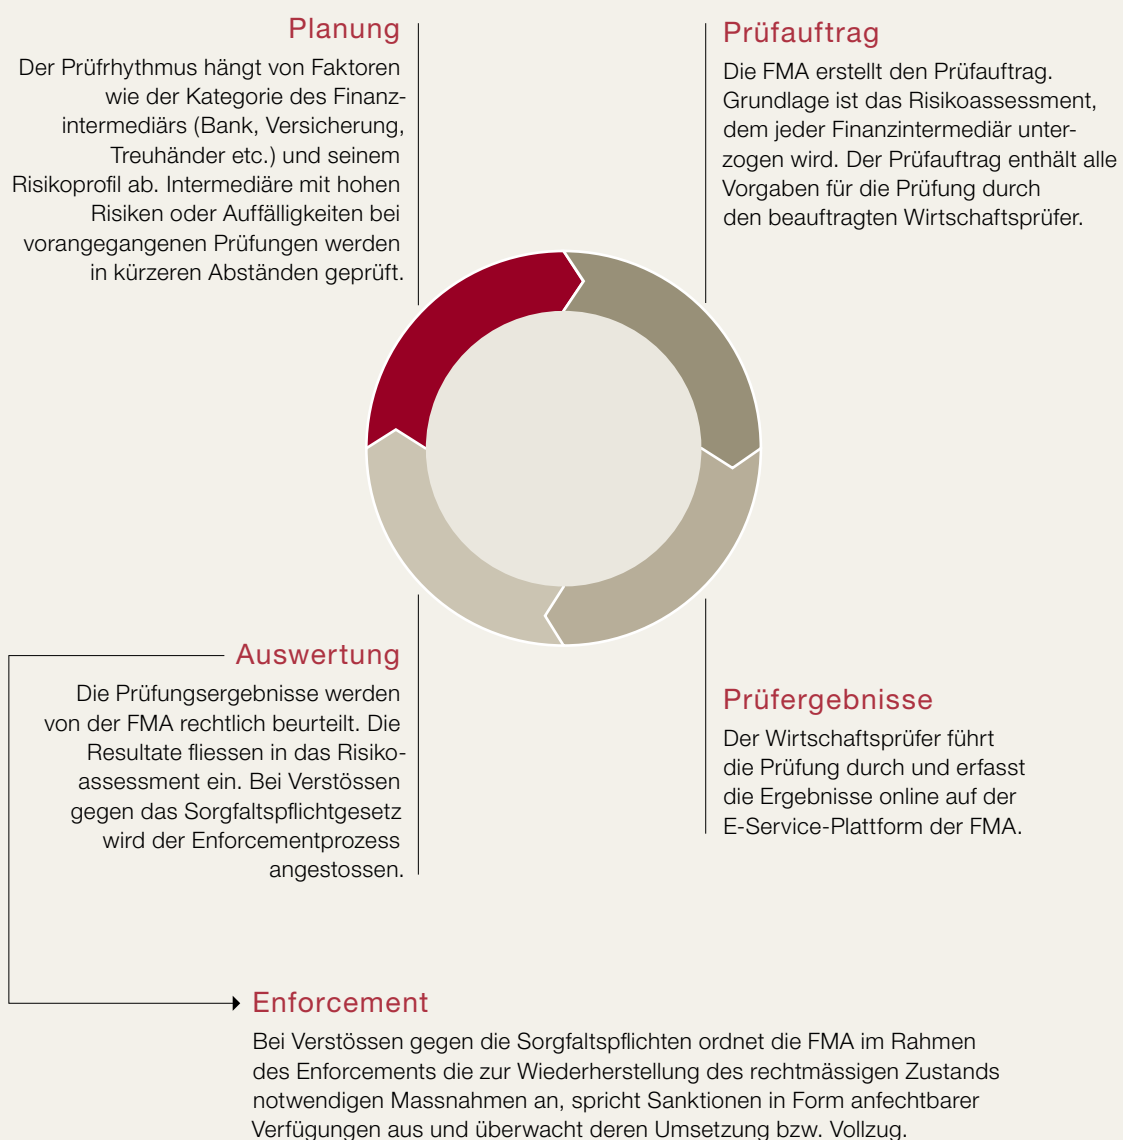 Planung
Der Prüfrhythmus hängt von Faktoren
wie der Kategorie des Finanz-
intermediärs (Bank, Versicherung,
Treuhänder etc.) und seinem
Risikoprofil ab. Intermediäre mit hohen
Risiken oder Auffälligkeiten bei
vorangegangenen Prüfungen werden
in kürzeren Abständen geprüft.
Prüfauftrag
Die FMA erstellt den Prüfauftrag.
Grundlage ist das Risikoassessment,
dem jeder Finanzintermediär unter-
zogen wird. Der Prüfauftrag enthält alle
Vorgaben für die Prüfung durch
den beauftragten Wirtschaftsprüfer.
Prüfergebnisse
Der Wirtschaftsprüfer führt
die Prüfung durch und erfasst
die Ergebnisse online auf der
E-Service-Plattform der FMA.
Auswertung
Die Prüfungsergebnisse werden
von der FMA rechtlich beurteilt. Die
Resultate fliessen in das Risiko-
assessment ein. Bei Verstössen
gegen das Sorgfaltspflichtgesetz
wird der Enforcementprozess
angestossen.
Enforcement
Bei Verstössen gegen die Sorgfaltspflichten ordnet die FMA im Rahmen
des Enforcements die zur Wiederherstellung des rechtmässigen Zustands
notwendigen Massnahmen an, spricht Sanktionen in Form anfechtbarer
Verfügungen aus und überwacht deren Umsetzung bzw. Vollzug.